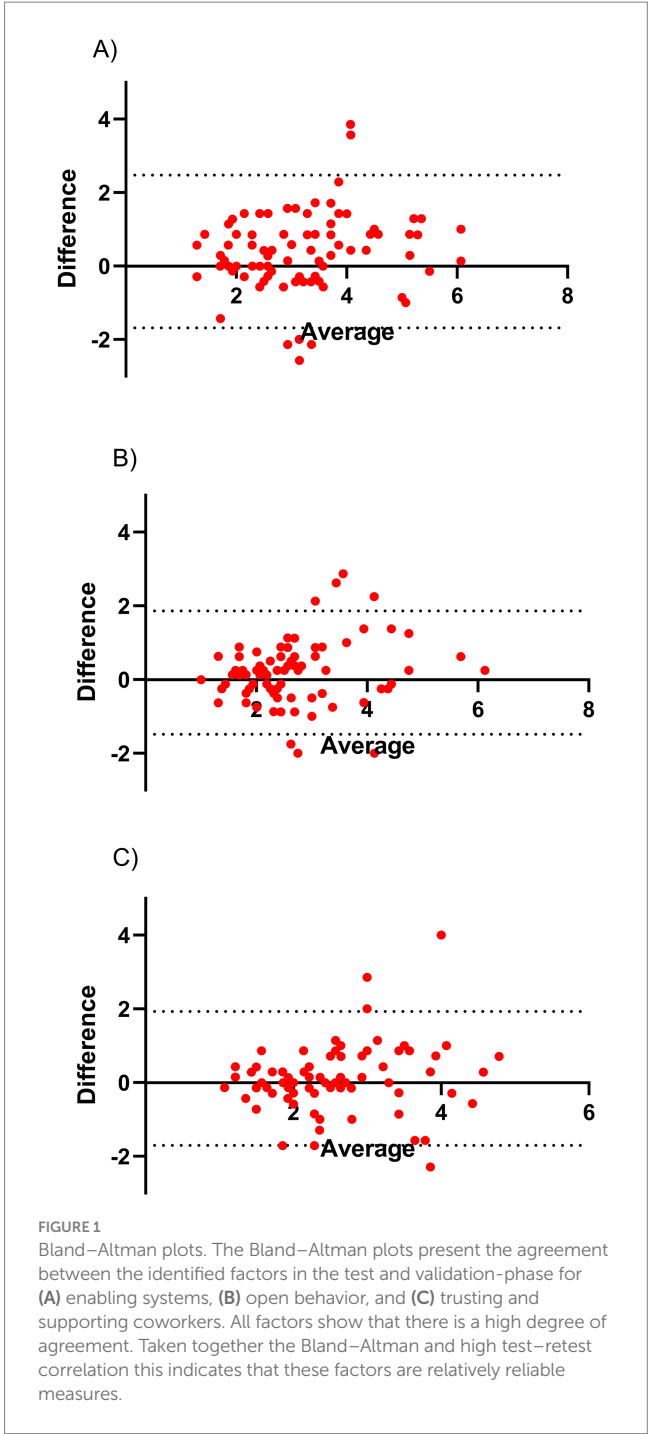 A)
4
2
0
-2
2
4
6
8
Difference
Average
B)
4
2
0
-2
2
4
6
8
Difference
Average
C)
4
2
0
-2
2
4
6
Difference
Average
FIGURE 1
Bland–Altman plots. The Bland–Altman plots present the agreement
between the identified factors in the test and validation-phase for
(A) enabling systems, (B) open behavior, and (C) trusting and
supporting coworkers. All factors show that there is a high degree of
agreement. Taken together the Bland–Altman and high test–retest
correlation this indicates that these factors are relatively reliable
measures.